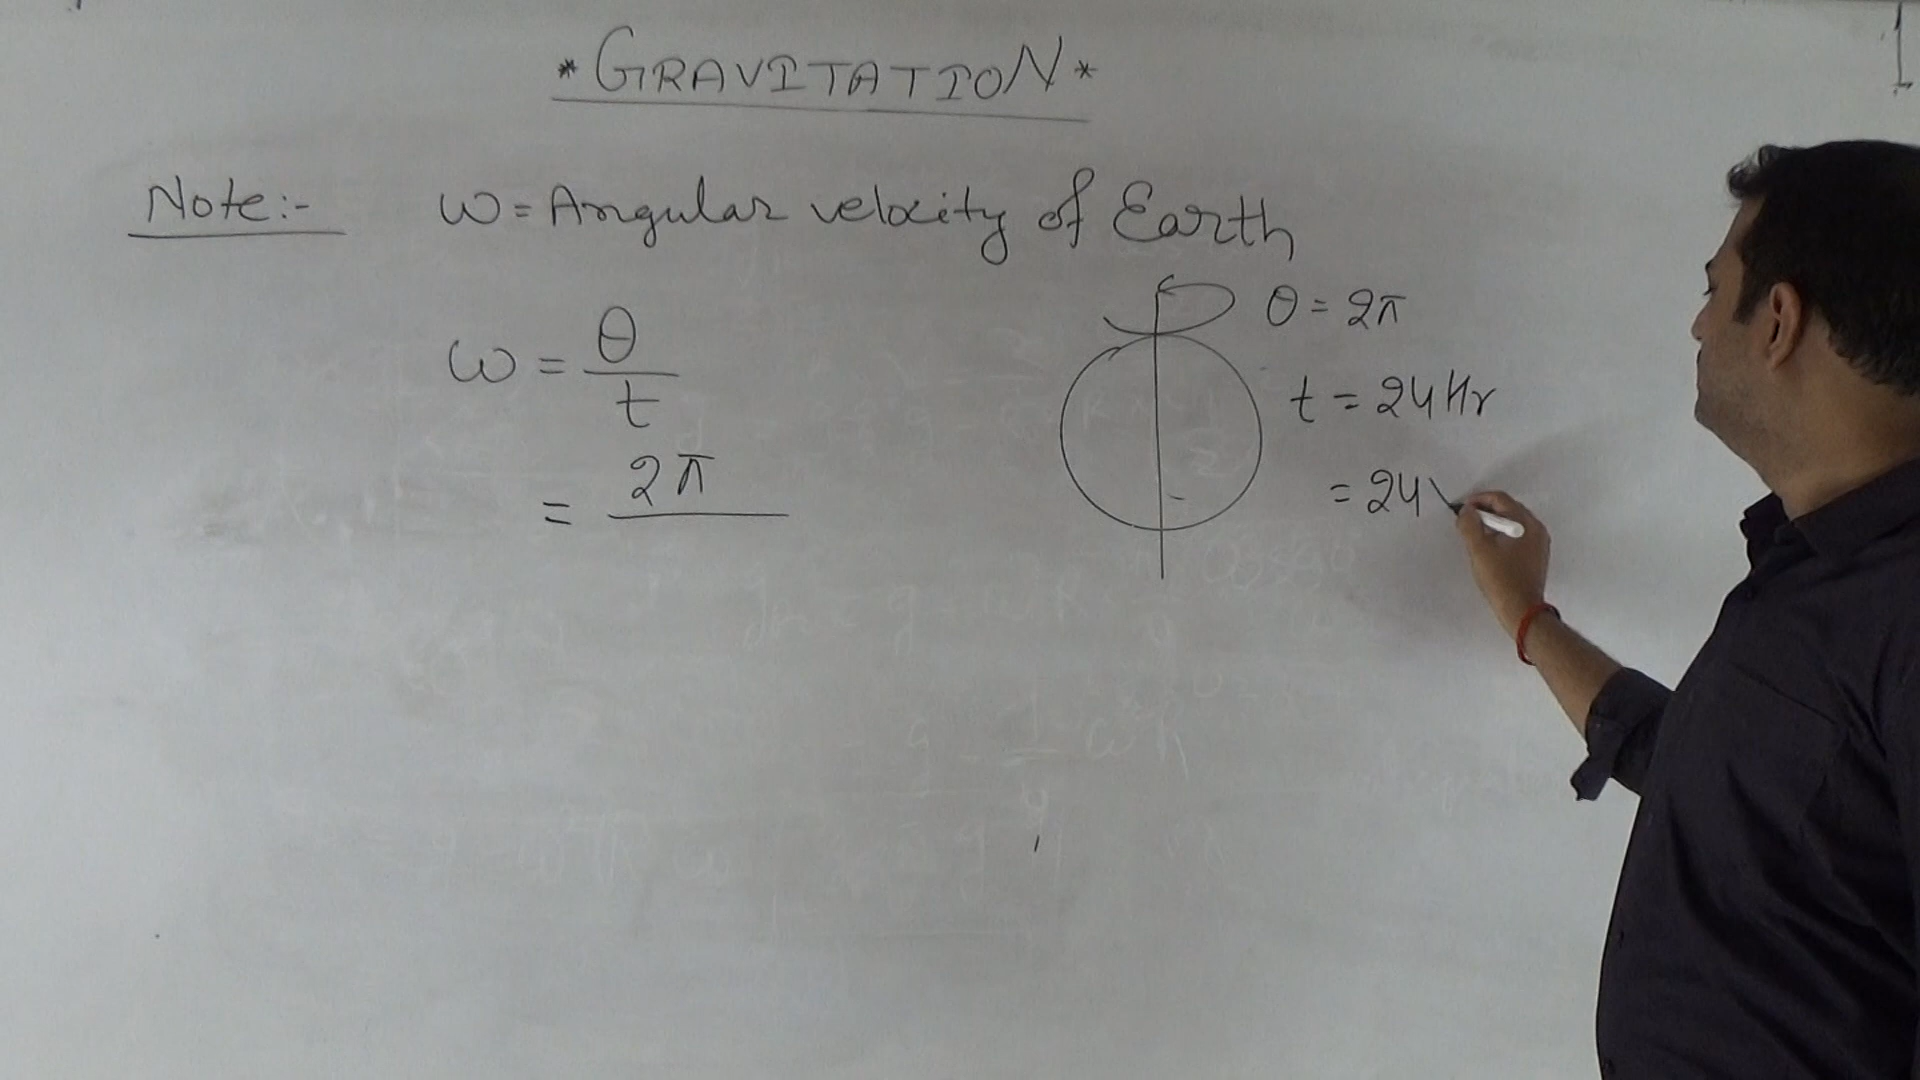 * GRAVITATION *
Note:- ω = Angular velocity of Earth
ω = θ/t
= 2π
θ = 2π
t = 24 Hr
= 24